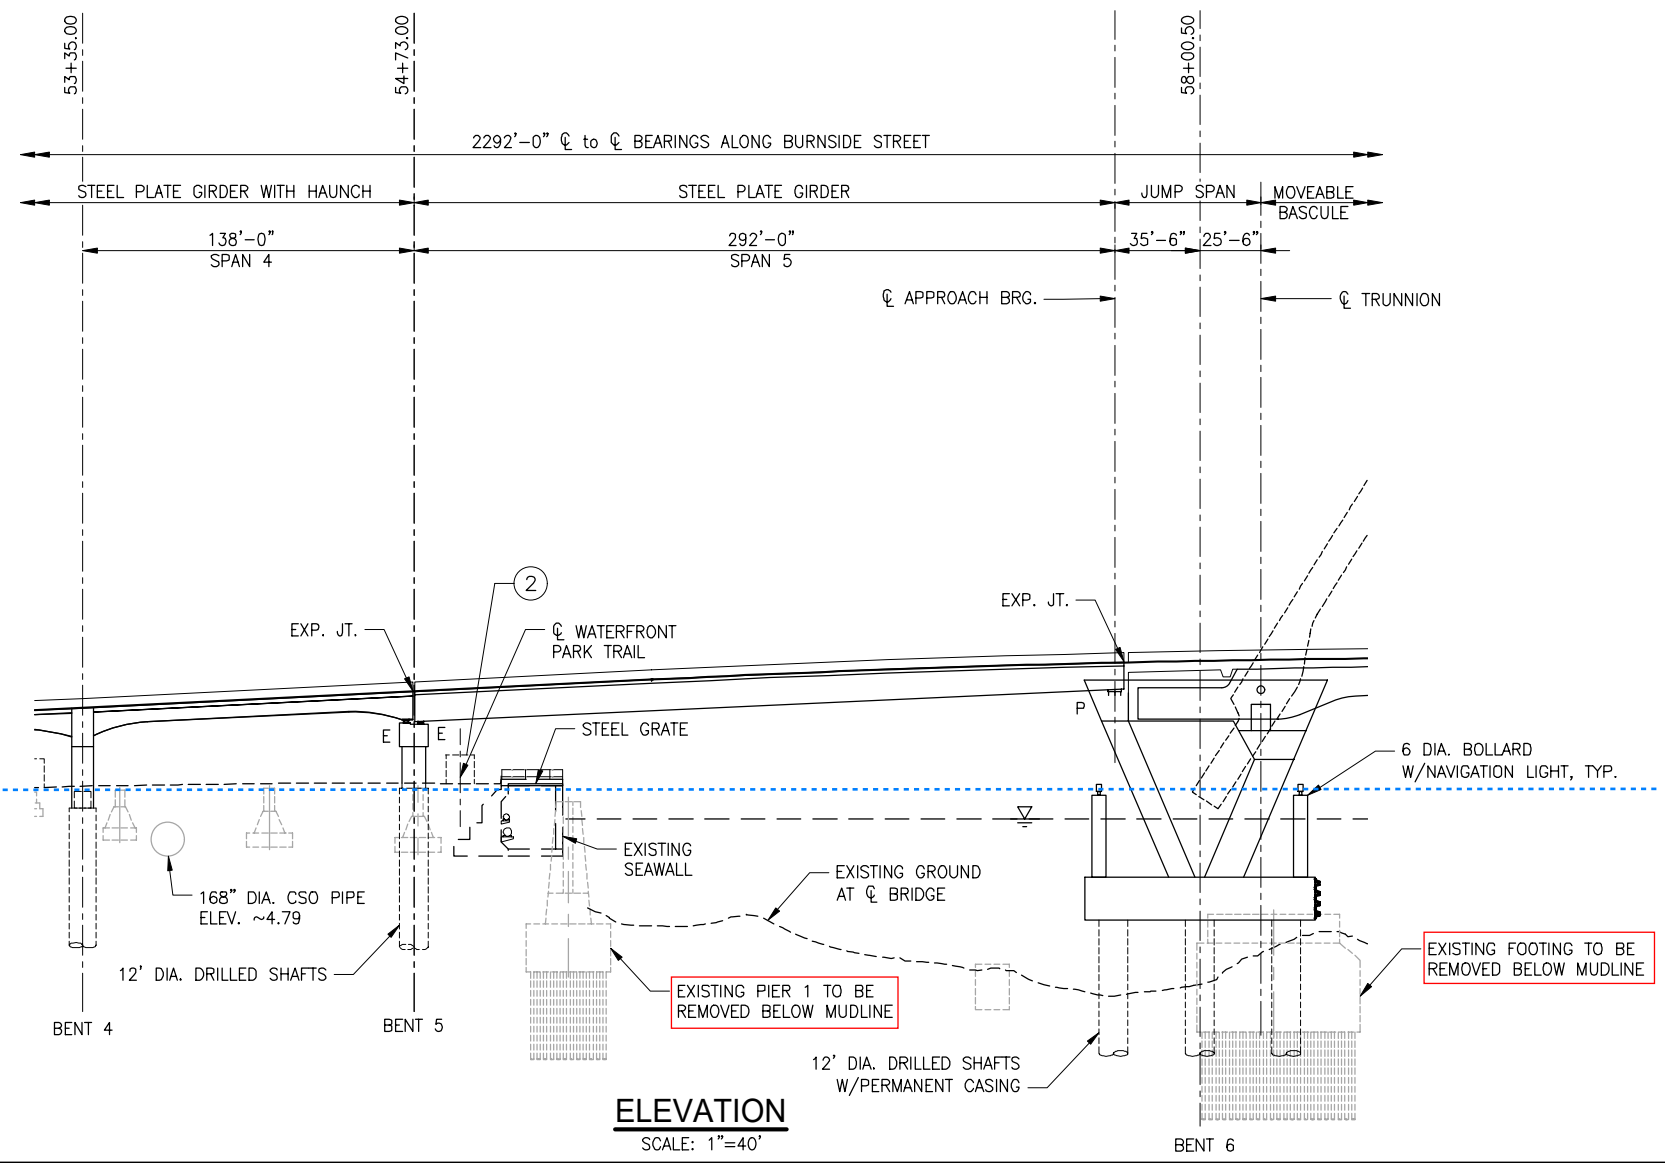 53+35.00
54+73.00
58+00.50
2292'-0" ℄ to ℄ BEARINGS ALONG BURNSIDE STREET
STEEL PLATE GIRDER WITH HAUNCH
STEEL PLATE GIRDER
JUMP SPAN
MOVEABLE
BASCULE
138'-0"
SPAN 4
292'-0"
SPAN 5
35'-6"
25'-6"
℄ APPROACH BRG.
℄ TRUNNION
2
EXP. JT.
℄ WATERFRONT
PARK TRAIL
EXP. JT.
E
E
P
STEEL GRATE
6 DIA. BOLLARD
W/NAVIGATION LIGHT, TYP.
EXISTING
SEAWALL
EXISTING GROUND
AT ℄ BRIDGE
168" DIA. CSO PIPE
ELEV. ~4.79
12' DIA. DRILLED SHAFTS
EXISTING PIER 1 TO BE
REMOVED BELOW MUDLINE
EXISTING FOOTING TO BE
REMOVED BELOW MUDLINE
BENT 4
BENT 5
12' DIA. DRILLED SHAFTS
W/PERMANENT CASING
BENT 6
ELEVATION
SCALE: 1"=40'